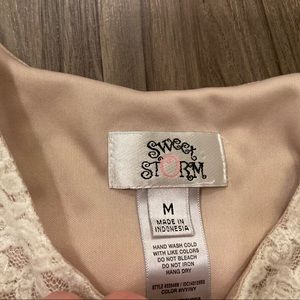 Sweet
STORM
M
MADE IN
INDONESIA
HAND WASH COLD
WITH LIKE COLORS
DO NOT BLEACH
DO NOT IRON
HANG DRY